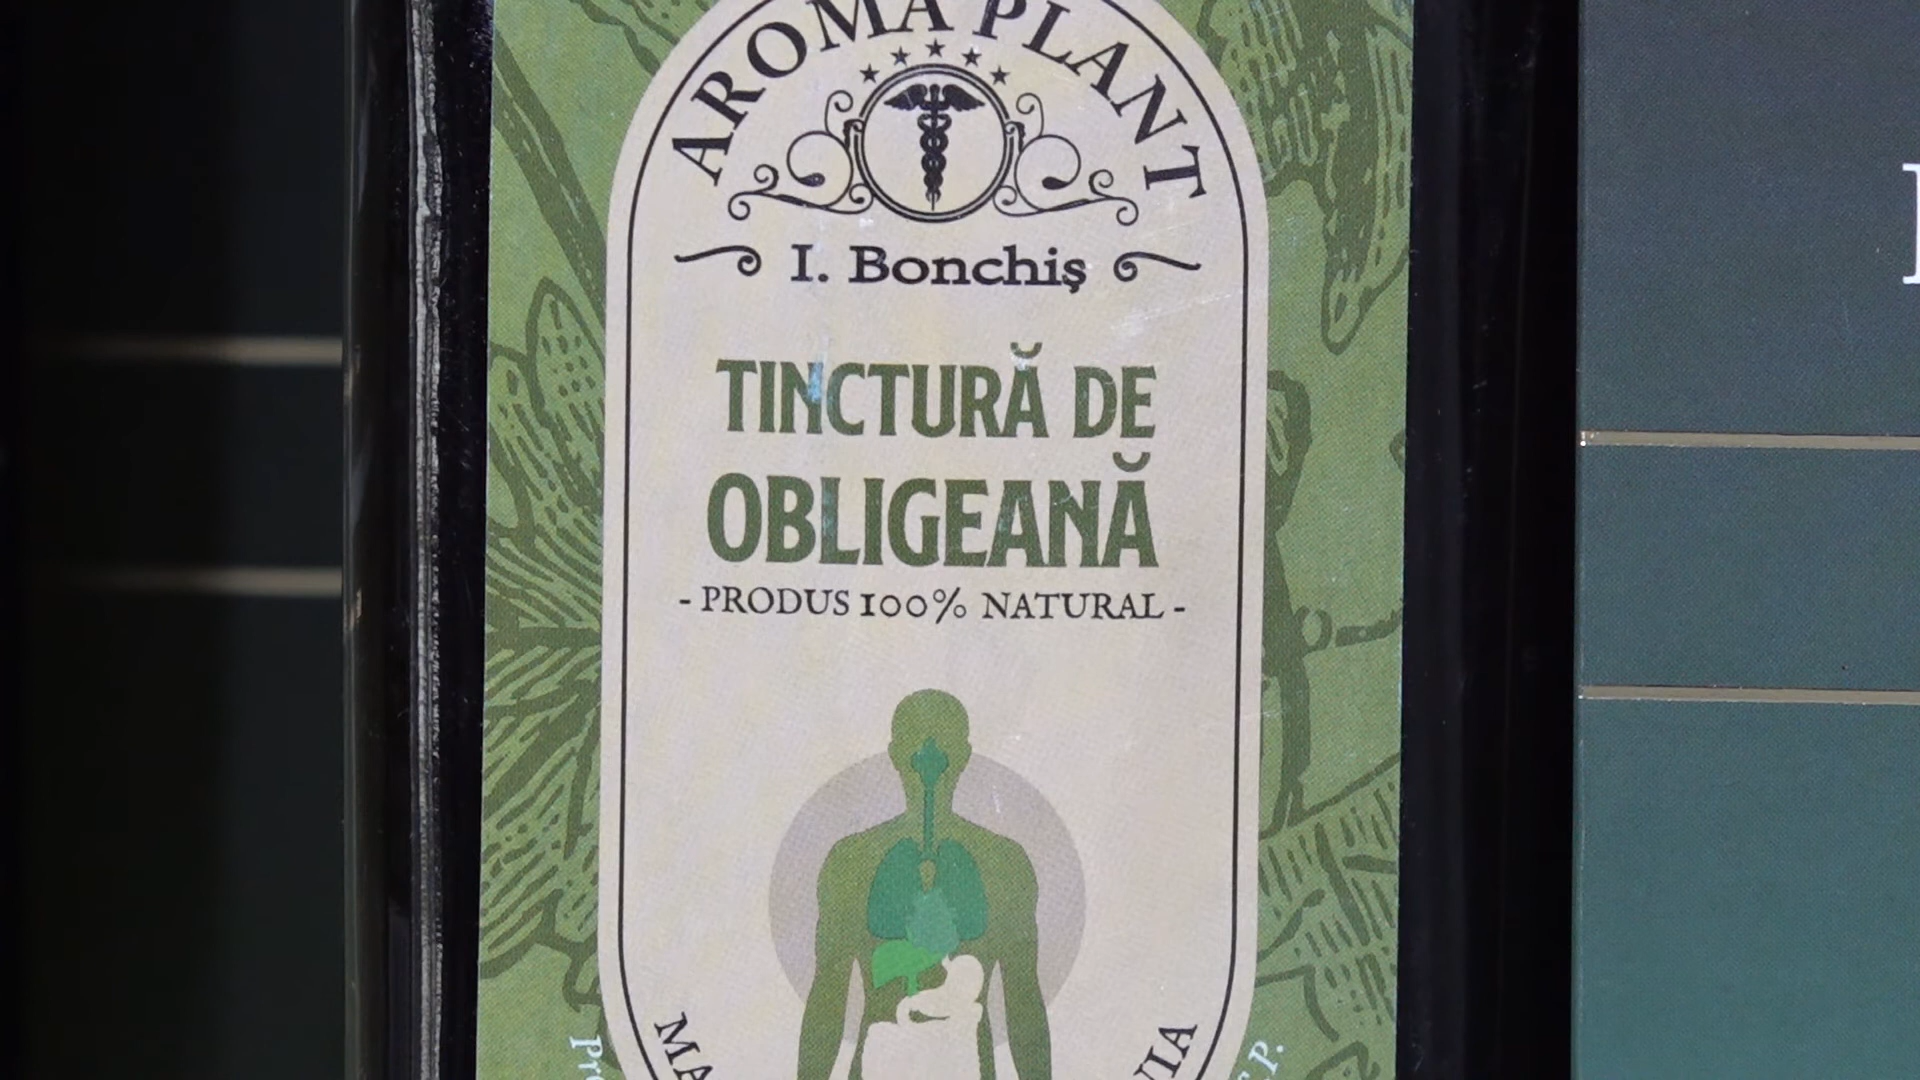 AROMA PLANT
I. Bonchiş
TINCTURĂ DE
OBLIGEANĂ
- PRODUS 100% NATURAL -